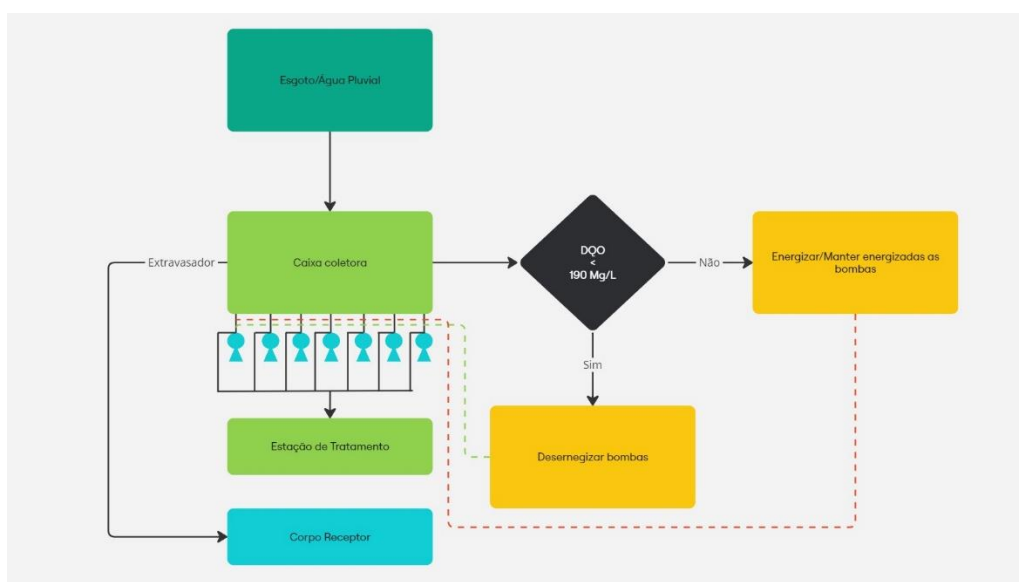 Esgoto/Água Pluvial
Extravasador
Caixa coletora
DQO
<
190 Mg/L
Não
Energizar/Manter energizadas as
bombas
Sim
Estação de Tratamento
Desernegizar bombas
Corpo Receptor